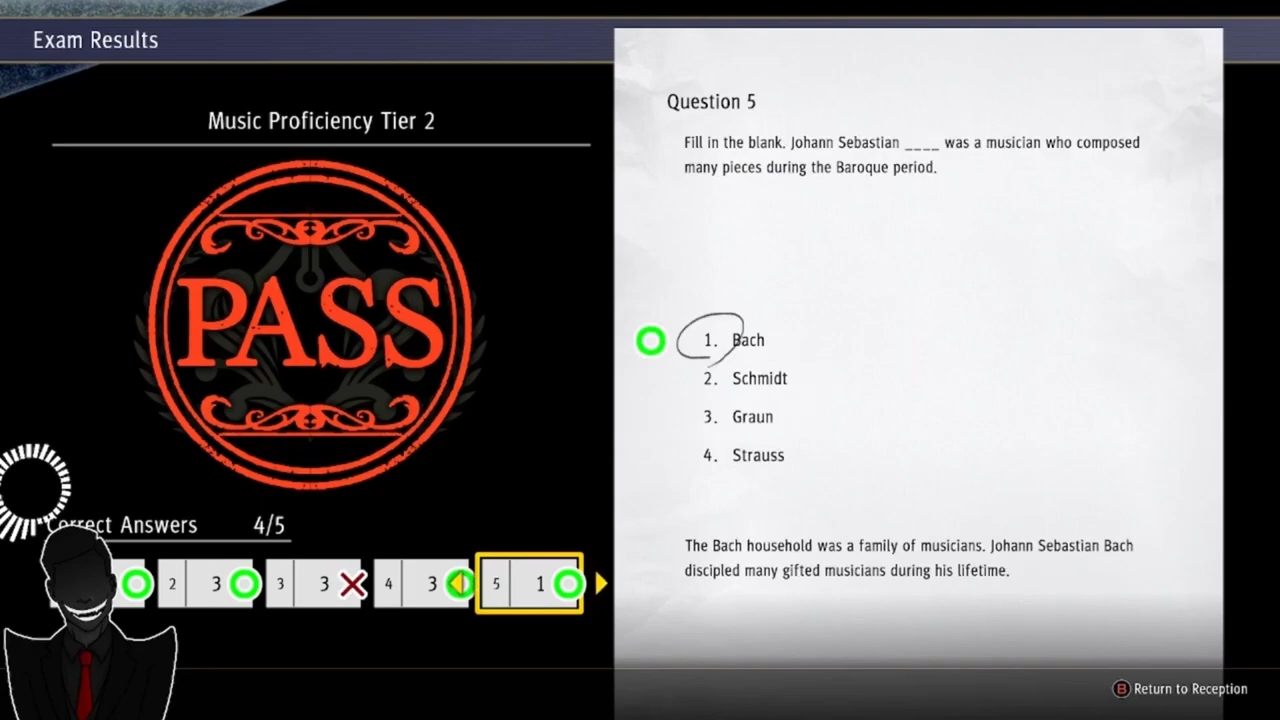 Exam Results
Music Proficiency Tier 2
PASS
Correct Answers 4/5
2 3
3 3
4 3
5 1
Question 5
Fill in the blank. Johann Sebastian ____ was a musician who composed
many pieces during the Baroque period.
1. Bach
2. Schmidt
3. Graun
4. Strauss
The Bach household was a family of musicians. Johann Sebastian Bach
discipled many gifted musicians during his lifetime.
B Return to Reception